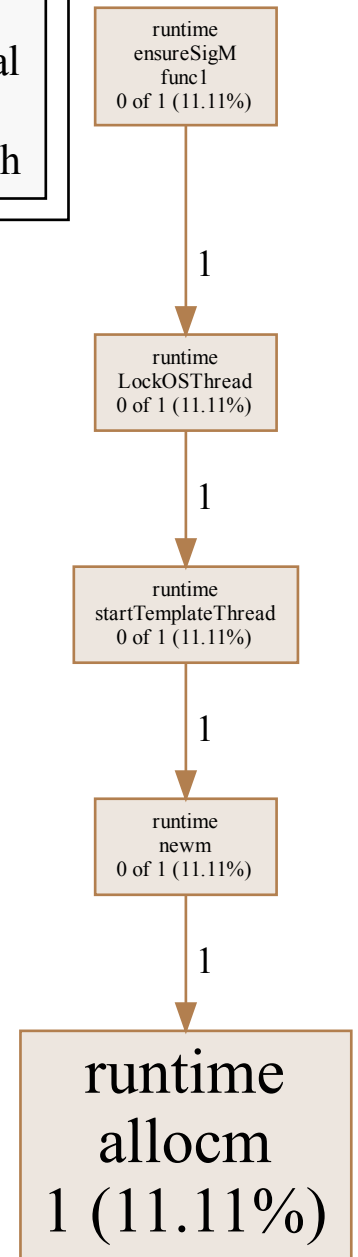 al
h
runtime
ensureSigM
func1
0 of 1 (11.11%)
1
runtime
LockOSThread
0 of 1 (11.11%)
1
runtime
startTemplateThread
0 of 1 (11.11%)
1
runtime
newm
0 of 1 (11.11%)
1
runtime
allocm
1 (11.11%)